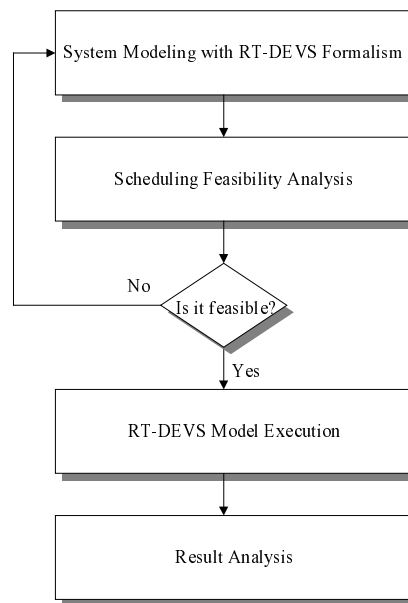 System Modeling with RT-DEVS Formalism
Scheduling Feasibility Analysis
No
Is it feasible?
Yes
RT-DEVS Model Execution
Result Analysis